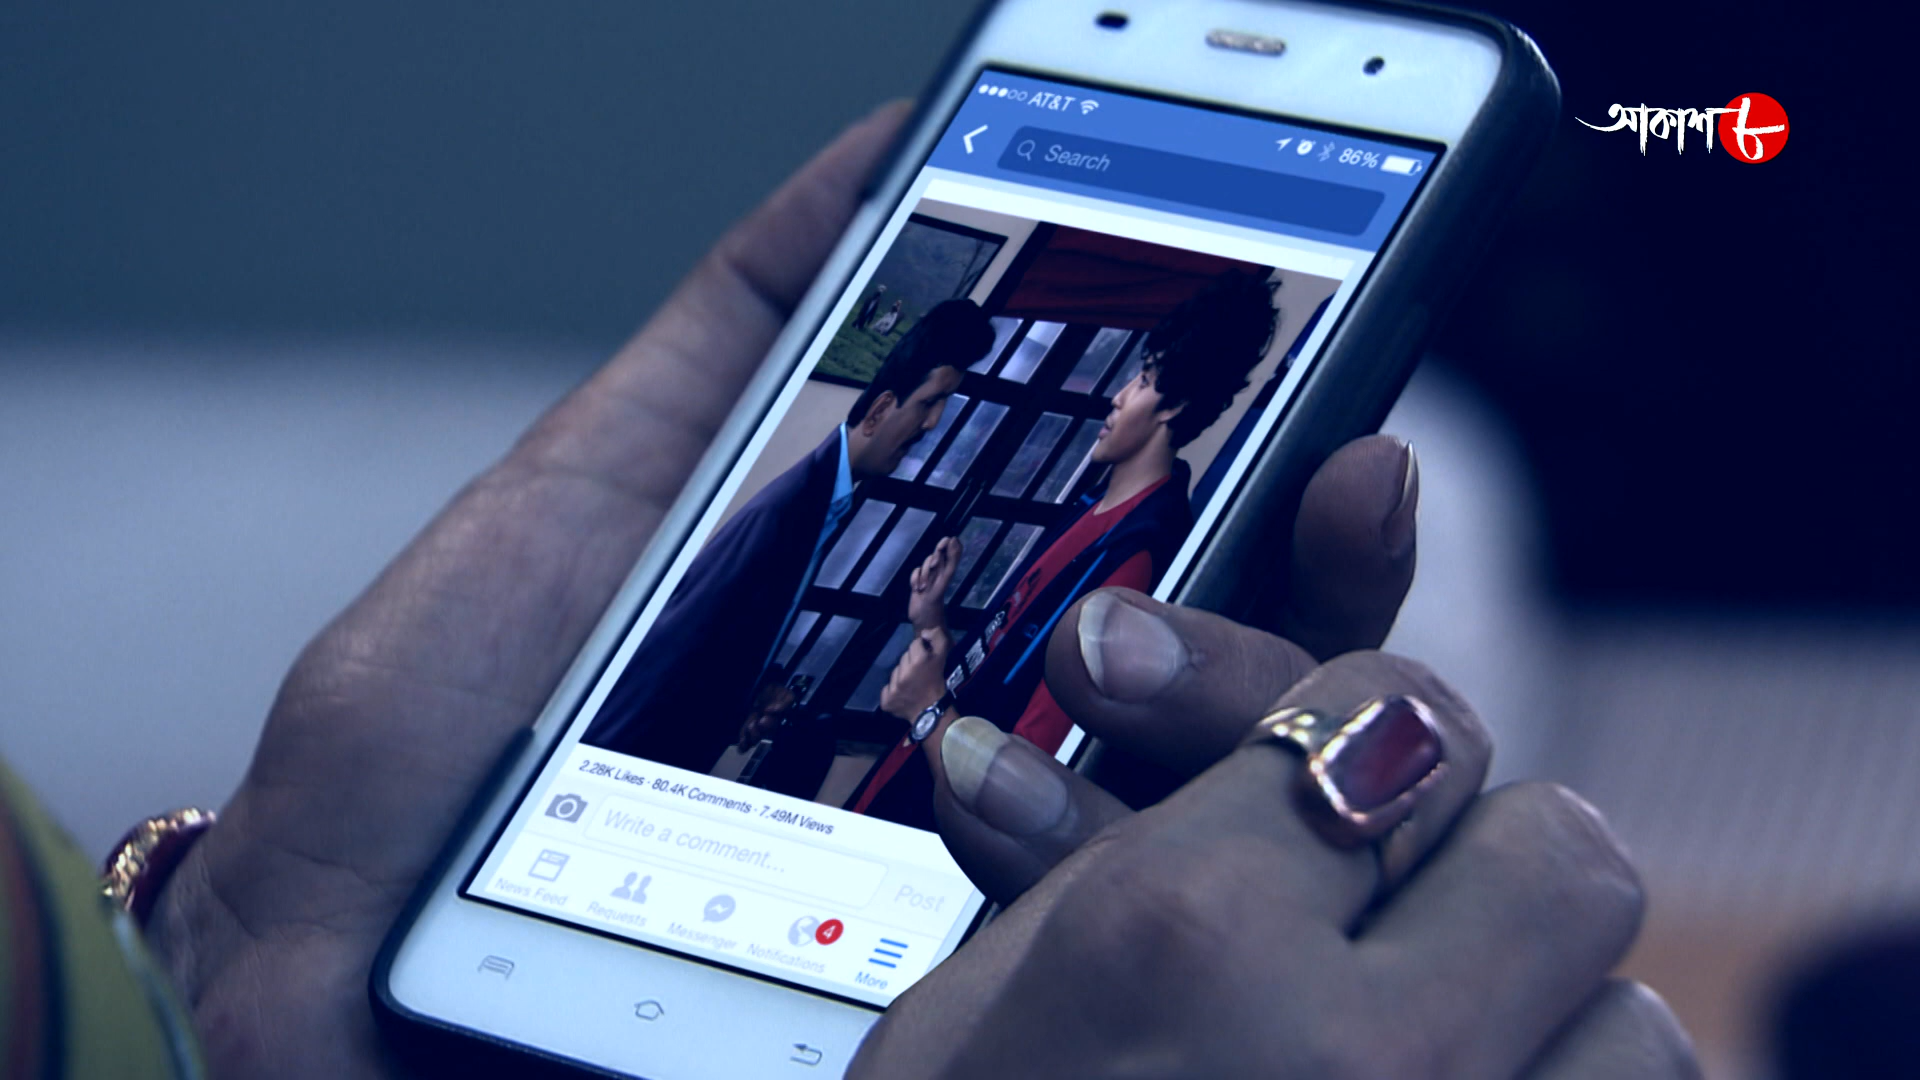 AT&T
86%
Search
আকাশ ৮
2.28K Likes · 80.4K Comments · 7.49M Views
Write a comment...
Post
News Feed
Requests
Messenger
Notifications
4
More